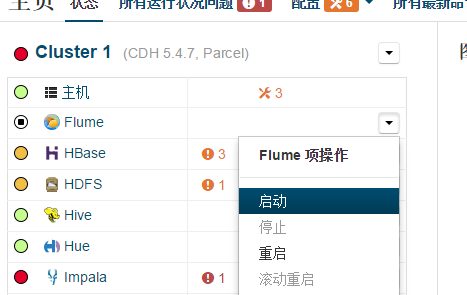 主页 状态 所有运行状况问题 1 配置 6 所有最新命
Cluster 1 (CDH 5.4.7, Parcel)
主机 3
Flume
HBase 3
Flume 项操作
HDFS 1
启动
Hive
停止
Hue
重启
Impala 1
滚动重启